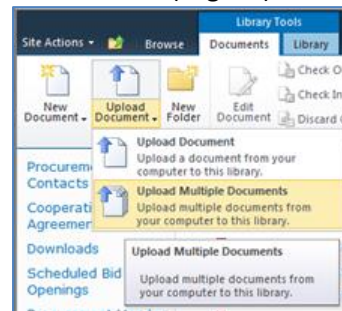 Library Tools
Site Actions Browse Documents Library
New Document Upload Document New Folder Edit Document
Check O
Check In
Discard
Upload Document
Upload a document from your
computer to this library.
Upload Multiple Documents
Upload multiple documents from
your computer to this library.
Procurem
Contacts
Cooperati
Agreemen
Downloads
Scheduled Bid
Openings
Upload Multiple Documents
Upload multiple documents from
your computer to this library.